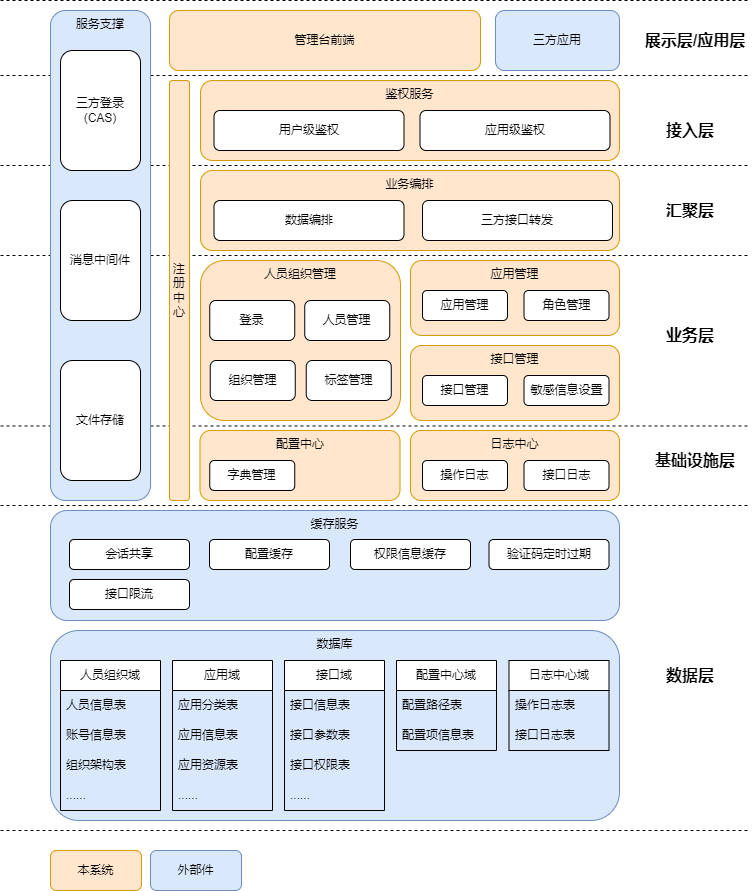 服务支撑
三方登录
(CAS)
消息中间件
文件存储
管理台前端
三方应用
展示层/应用层
注
册
中
心
鉴权服务
用户级鉴权
应用级鉴权
接入层
业务编排
数据编排
三方接口转发
汇聚层
人员组织管理
登录
人员管理
组织管理
标签管理
应用管理
应用管理
角色管理
接口管理
接口管理
敏感信息设置
业务层
配置中心
字典管理
日志中心
操作日志
接口日志
基础设施层
缓存服务
会话共享
配置缓存
权限信息缓存
验证码定时过期
接口限流
数据库
人员组织域
人员信息表
账号信息表
组织架构表
......
应用域
应用分类表
应用信息表
应用资源表
......
接口域
接口信息表
接口参数表
接口权限表
......
配置中心域
配置路径表
配置项信息表
日志中心域
操作日志表
接口日志表
数据层
本系统
外部件